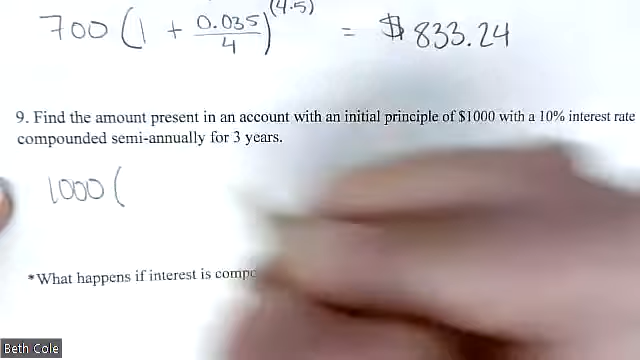 700 (1 + 0.035/4)^(4·5) = $833.24
9. Find the amount present in an account with an initial principle of $1000 with a 10% interest rate
compounded semi-annually for 3 years.
1000 (
*What happens if interest is
Beth Cole